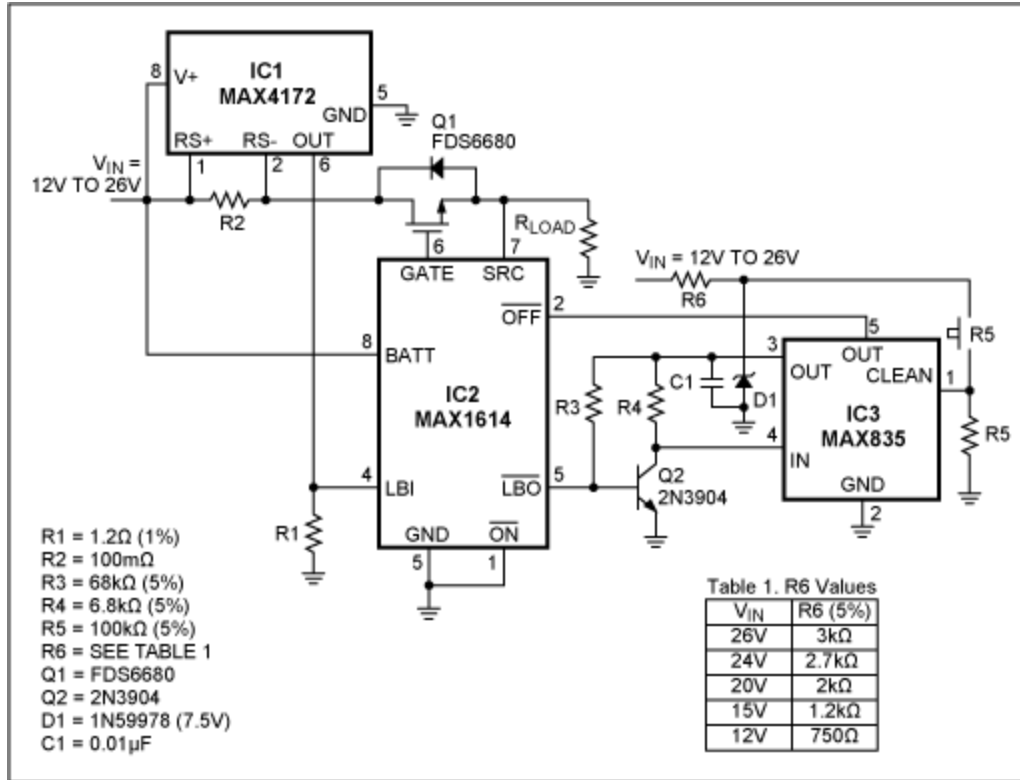 IC1
MAX4172
8
V+
5
GND
RS+
RS-
OUT
1
2
6
Q1
FDS6680
VIN =
12V TO 26V
R2
RLOAD
6
7
GATE
SRC
VIN = 12V TO 26V
R6
OFF
2
5
R5
8
BATT
3
OUT
OUT
CLEAN
1
IC2
MAX1614
R3
R4
C1
D1
IC3
MAX835
R5
4
IN
4
LBI
LBO
5
Q2
2N3904
GND
2
R1
GND
ON
5
1
R1 = 1.2Ω (1%)
R2 = 100mΩ
R3 = 68kΩ (5%)
R4 = 6.8kΩ (5%)
R5 = 100kΩ (5%)
R6 = SEE TABLE 1
Q1 = FDS6680
Q2 = 2N3904
D1 = 1N59978 (7.5V)
C1 = 0.01µF
Table 1. R6 Values
VIN R6 (5%)
26V 3kΩ
24V 2.7kΩ
20V 2kΩ
15V 1.2kΩ
12V 750Ω